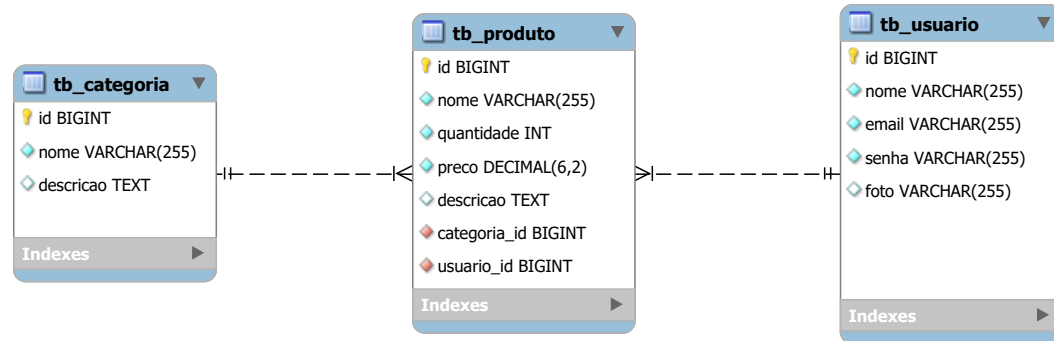 tb_categoria
id BIGINT
nome VARCHAR(255)
descricao TEXT
Indexes
tb_produto
id BIGINT
nome VARCHAR(255)
quantidade INT
preco DECIMAL(6,2)
descricao TEXT
categoria_id BIGINT
usuario_id BIGINT
Indexes
tb_usuario
id BIGINT
nome VARCHAR(255)
email VARCHAR(255)
senha VARCHAR(255)
foto VARCHAR(255)
Indexes